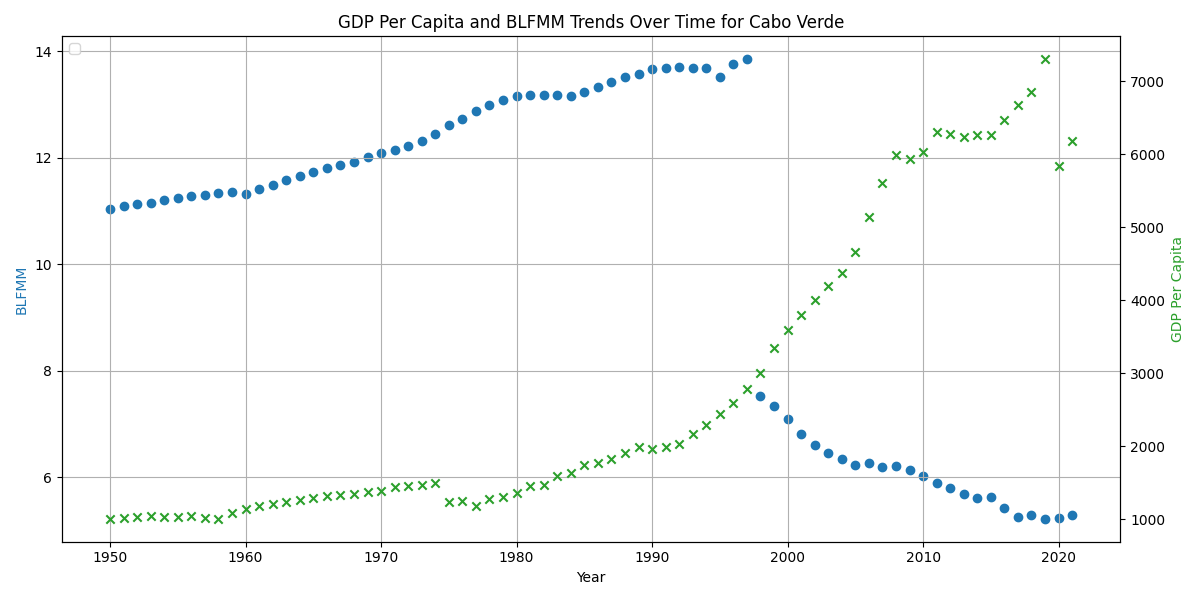 GDP Per Capita and BLFMM Trends Over Time for Cabo Verde
14
12
10
8
6
BLFMM
7000
6000
5000
4000
3000
2000
1000
GDP Per Capita
1950 1960 1970 1980 1990 2000 2010 2020
Year